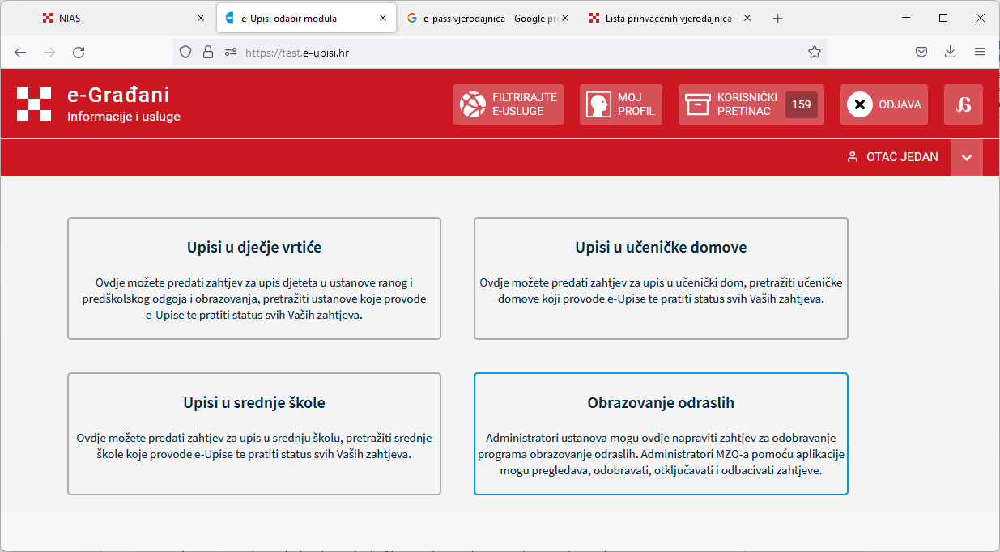 NIAS
e-Upisi odabir modula
e-pass vjerodajnica - Google pre
Lista prihvaćenih vjerodajnica -
https://test.e-upisi.hr
e-Građani
Informacije i usluge
FILTRIRAJTE
E-USLUGE
MOJ
PROFIL
KORISNIČKI
PRETINAC
159
ODJAVA
OTAC JEDAN
Upisi u dječje vrtiće
Ovdje možete predati zahtjev za upis djeteta u ustanove ranog i
predškolskog odgoja i obrazovanja, pretražiti ustanove koje provode
e-Upise te pratiti status svih Vaših zahtjeva.
Upisi u učeničke domove
Ovdje možete predati zahtjev za upis u učenički dom, pretražiti učeničke
domove koji provode e-Upise te pratiti status svih Vaših zahtjeva.
Upisi u srednje škole
Ovdje možete predati zahtjev za upis u srednju školu, pretražiti srednje
škole koje provode e-Upise te pratiti status svih Vaših zahtjeva.
Obrazovanje odraslih
Administratori ustanova mogu ovdje napraviti zahtjev za odobravanje
programa obrazovanje odraslih. Administratori MZO-a pomoću aplikacije
mogu pregledava, odobravati, otključavati i odbacivati zahtjeve.